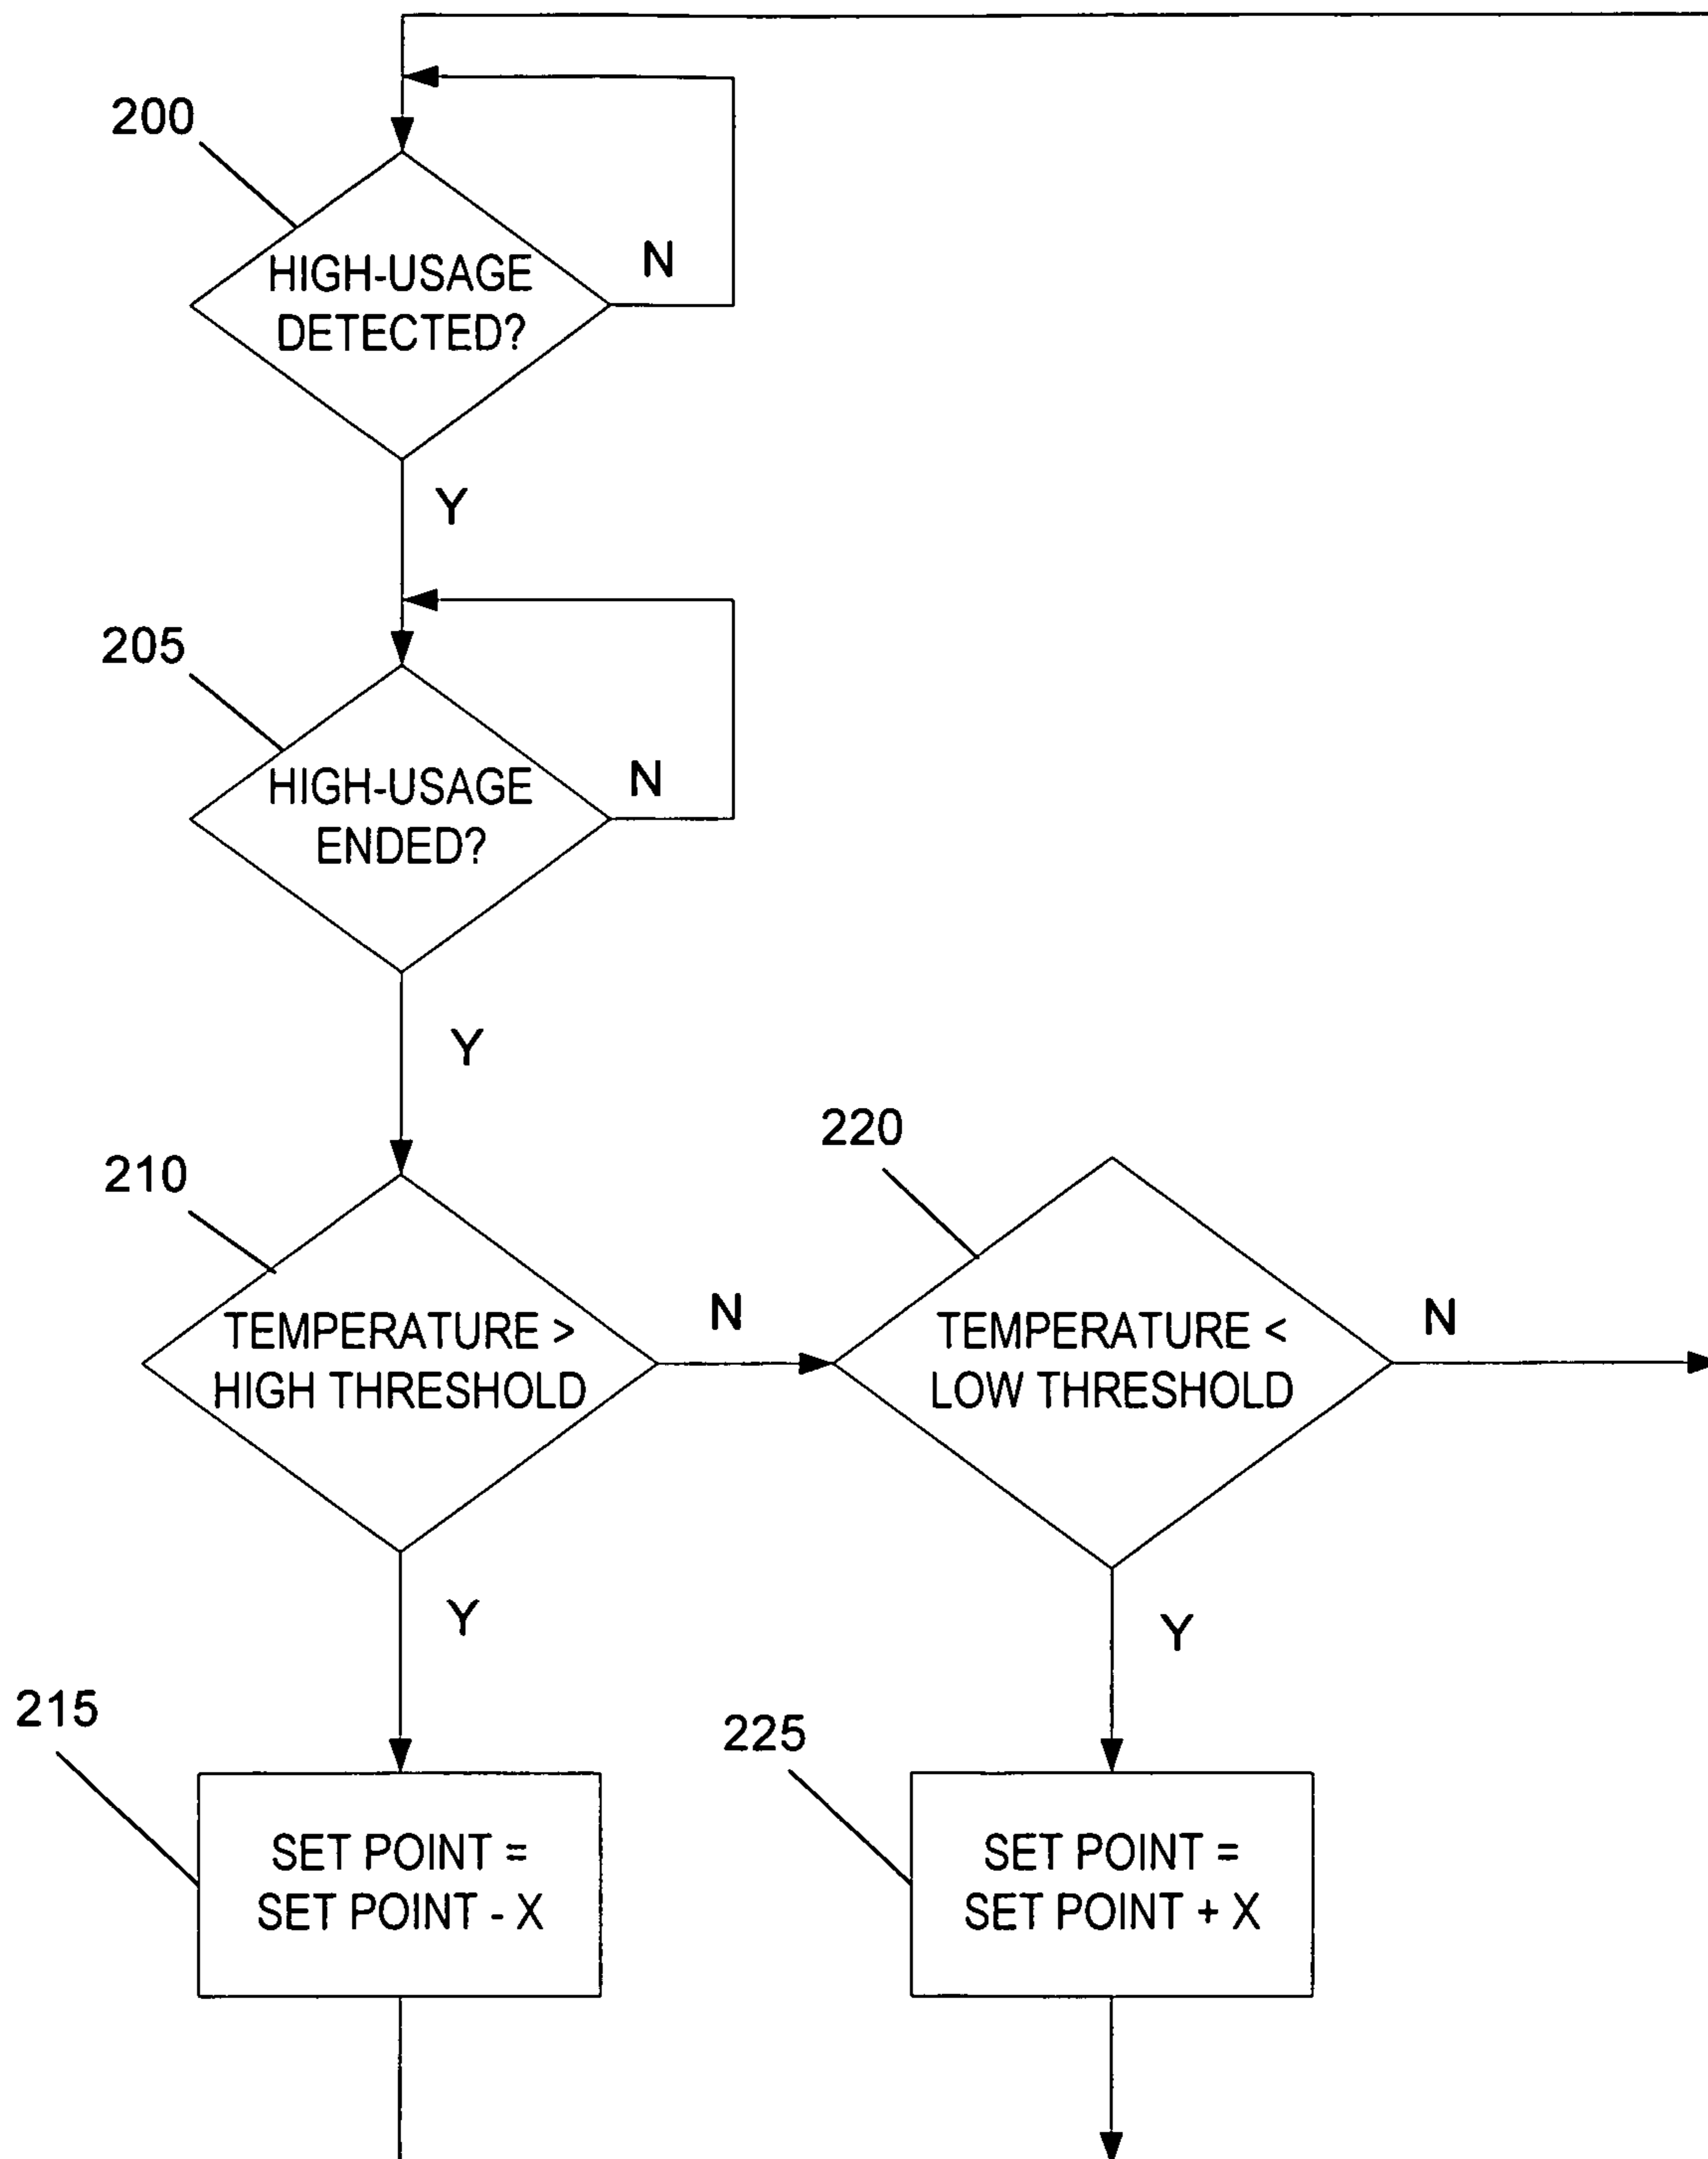 200
HIGH-USAGE
DETECTED?
N
Y
205
HIGH-USAGE
ENDED?
N
Y
210
TEMPERATURE >
HIGH THRESHOLD
N
220
TEMPERATURE <
LOW THRESHOLD
N
Y
Y
215
SET POINT =
SET POINT - X
225
SET POINT =
SET POINT + X